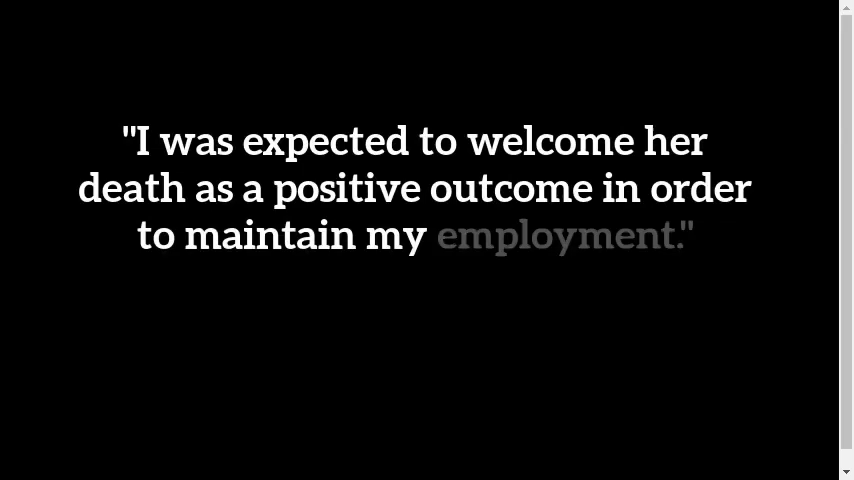 "I was expected to welcome her
death as a positive outcome in order
to maintain my employment."